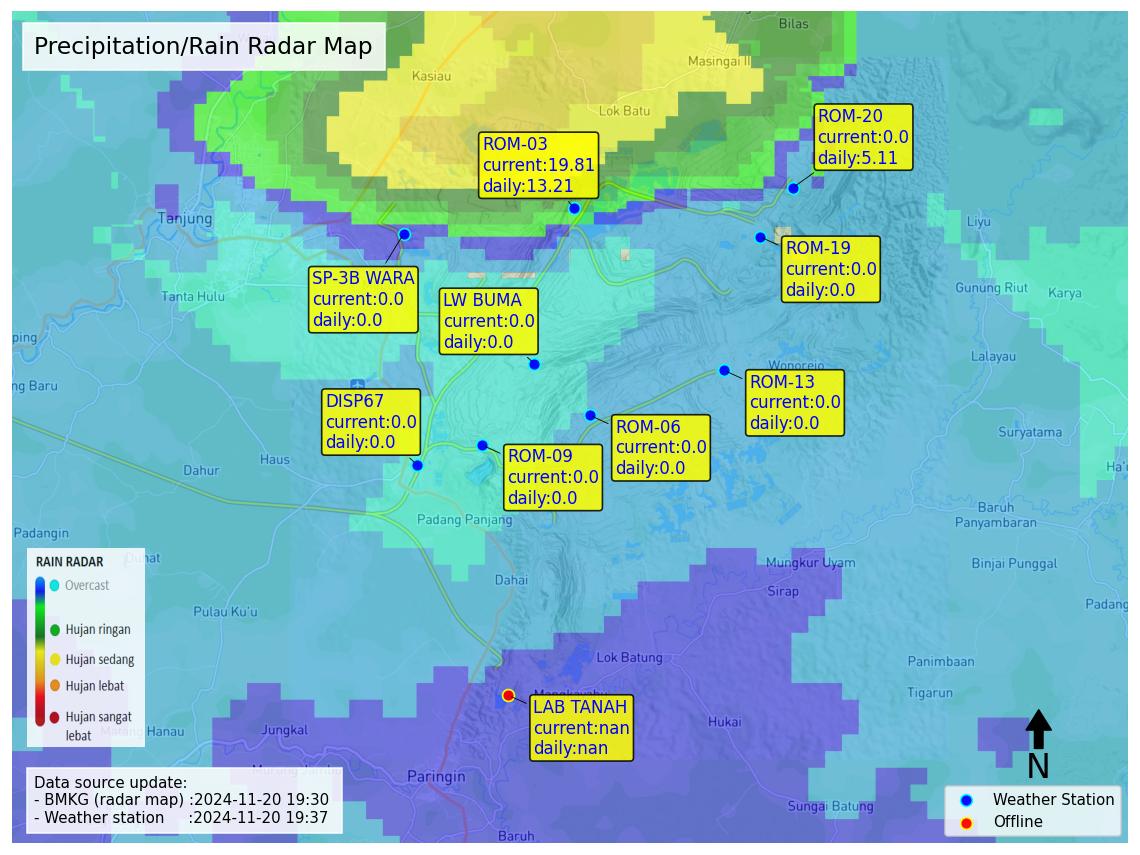 Precipitation/Rain Radar Map
Bilas
Masingai II
Kasiau
Lok Batu
ROM-20
current:0.0
daily:5.11
ROM-03
current:19.81
daily:13.21
Tanjung
Liyu
ROM-19
current:0.0
daily:0.0
SP-3B WARA
current:0.0
daily:0.0
Tanta Hulu
LW BUMA
current:0.0
daily:0.0
Gunung Riut
Karya
ping
Lalayau
Wonorejo
ng Baru
ROM-13
current:0.0
daily:0.0
DISP67
current:0.0
daily:0.0
ROM-06
current:0.0
daily:0.0
Suryatama
Haus
Dahur
ROM-09
current:0.0
daily:0.0
Ha'u
Baruh
Panyambaran
Padang Panjang
Padangin
Mungkur Uyam
Binjai Punggal
Dahai
Sirap
Padang
Pulau Ku'u
RAIN RADAR
Overcast
Hujan ringan
Hujan sedang
Hujan lebat
Hujan sangat
lebat
Lok Batung
Panimbaan
Tigarun
LAB TANAH
current:nan
daily:nan
Hukai
Jungkal
Hanau
Paringin
N
Data source update:
- BMKG (radar map) :2024-11-20 19:30
- Weather station :2024-11-20 19:37
Weather Station
Offline
Sungai Batung
Baruh